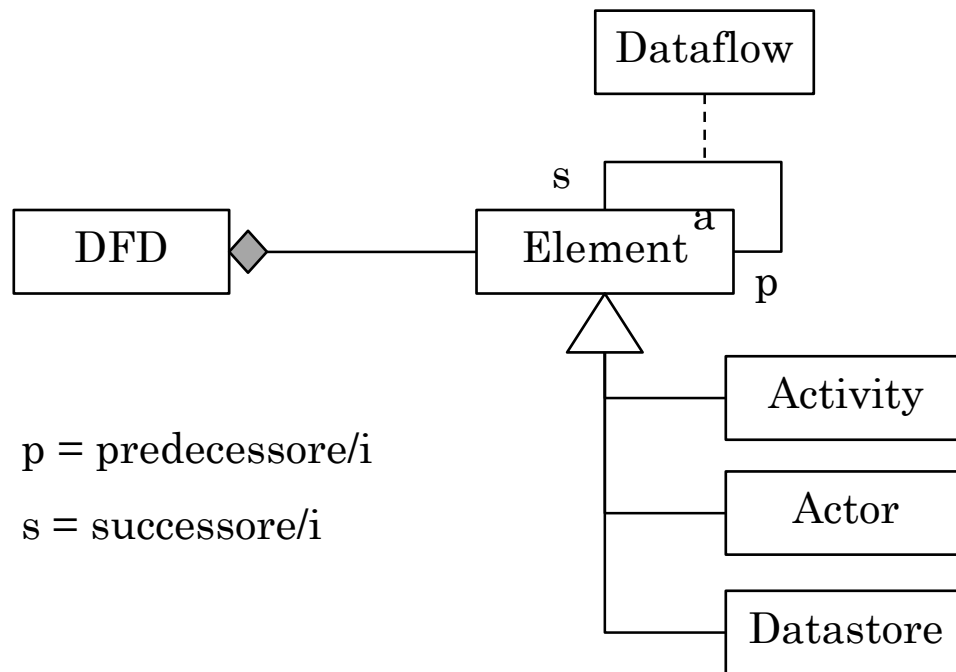 Dataflow
s
a
DFD
Element
p
Activity
p = predecessore/i
Actor
s = successore/i
Datastore